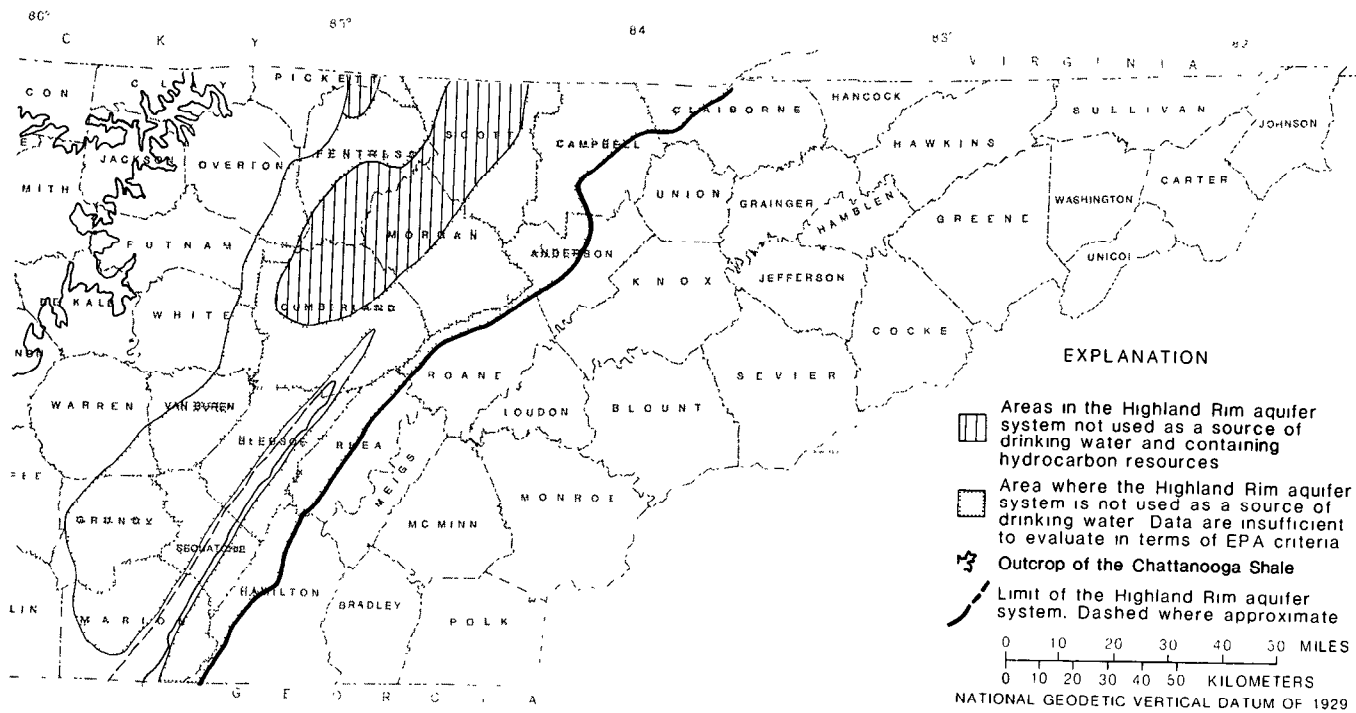 86°
85°
84
83°
82
C K Y
VIRGINIA
PICKETT
CLAY
CON
CLAIBORNE
HANCOCK
SULLIVAN
JOHNSON
SCOTT
CAMPBELL
HAWKINS
JACKSON
OVERTON
FENTRESS
MITH
UNION
GRAINGER
HAMBLEN
WASHINGTON
CARTER
GREENE
PUTNAM
MORGAN
ANDERSON
UNICOI
KNOX
JEFFERSON
DE KALB
WHITE
CUMBERLAND
COCKE
NON
ROANE
SEVIER
WARREN
VAN BUREN
LOUDON
BLOUNT
BLEDSOE
RHEA
MEIGS
MONROE
GRUNDY
MC MINN
SEQUATCHIE
HAMILTON
BRADLEY
LIN
MARION
POLK
GEORGIA
EXPLANATION
Areas in the Highland Rim aquifer
system not used as a source of
drinking water and containing
hydrocarbon resources
Area where the Highland Rim aquifer
system is not used as a source of
drinking water Data are insufficient
to evaluate in terms of EPA criteria
Outcrop of the Chattanooga Shale
Limit of the Highland Rim aquifer
system. Dashed where approximate
0 10 20 30 40 50 MILES
0 10 20 30 40 50 KILOMETERS
NATIONAL GEODETIC VERTICAL DATUM OF 1929